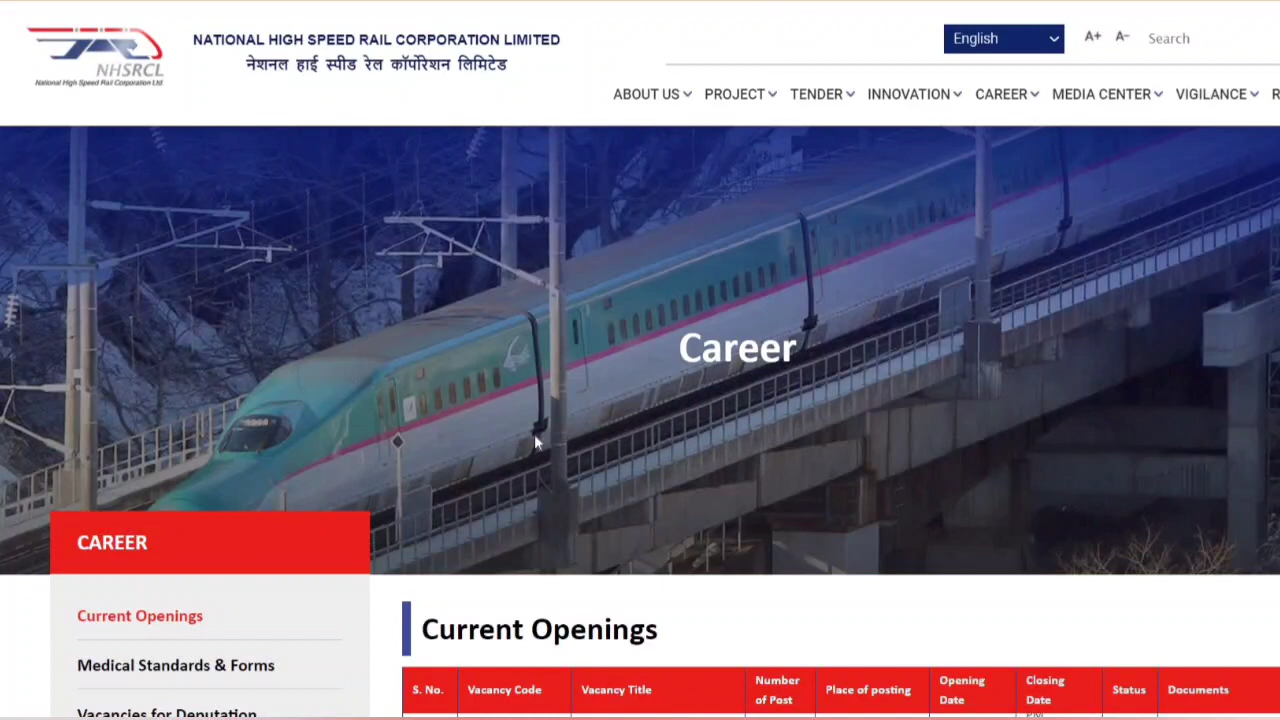 NHSRCL
National High Speed Rail Corporation Ltd.
NATIONAL HIGH SPEED RAIL CORPORATION LIMITED
नेशनल हाई स्पीड रेल कॉर्पोरेशन लिमिटेड
English
A+ A-
Search
ABOUT US PROJECT TENDER INNOVATION CAREER MEDIA CENTER VIGILANCE R
Career
CAREER
Current Openings
Medical Standards & Forms
Vacancies for Deputation
Current Openings
S. No. Vacancy Code Vacancy Title Number of Post Place of posting Opening Date Closing Date Status Documents